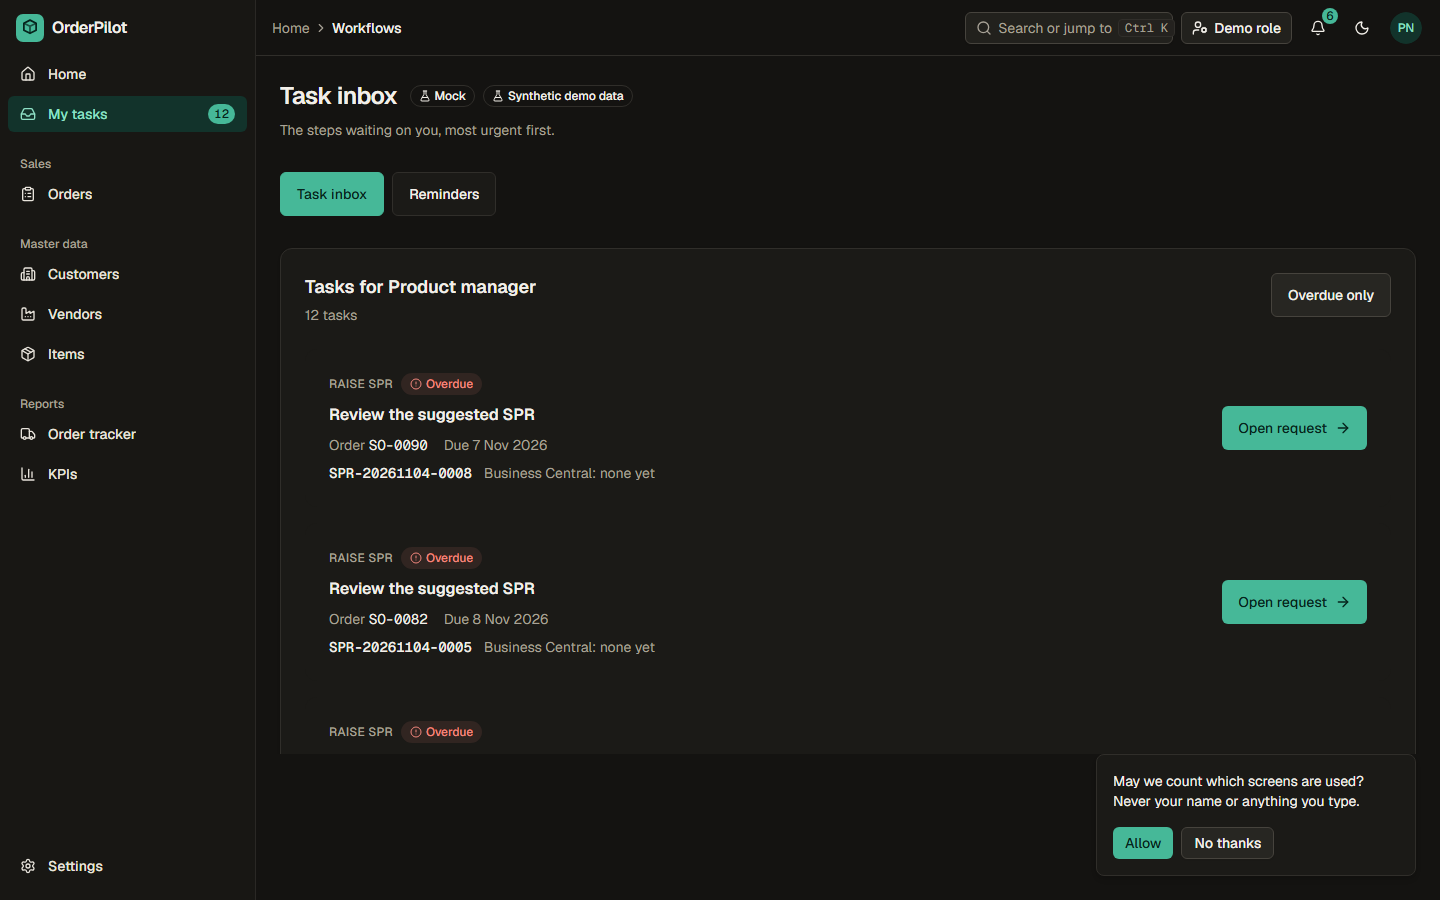 OrderPilot
Home > Workflows
Search or jump to Ctrl K
Demo role
6
PN
Home
My tasks 12
Sales
Orders
Master data
Customers
Vendors
Items
Reports
Order tracker
KPIs
Settings
Task inbox Mock Synthetic demo data
The steps waiting on you, most urgent first.
Task inbox Reminders
Tasks for Product manager
12 tasks
Overdue only
RAISE SPR Overdue
Review the suggested SPR
Order SO-0090 Due 7 Nov 2026
SPR-20261104-0008 Business Central: none yet
Open request →
RAISE SPR Overdue
Review the suggested SPR
Order SO-0082 Due 8 Nov 2026
SPR-20261104-0005 Business Central: none yet
Open request →
RAISE SPR Overdue
May we count which screens are used?
Never your name or anything you type.
Allow No thanks